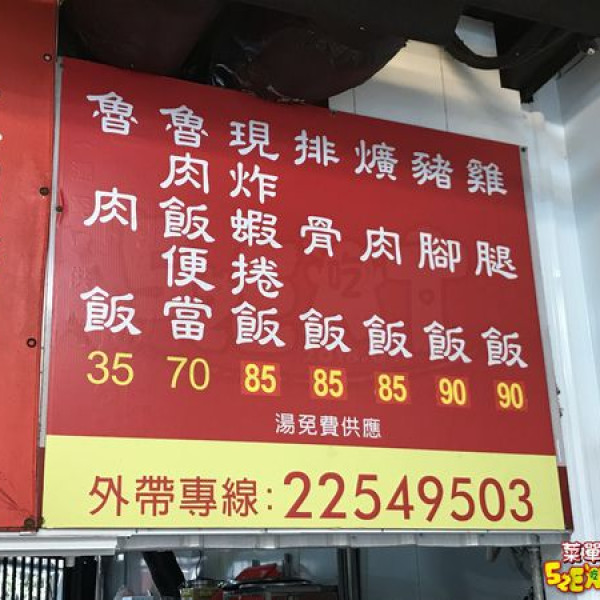 雞腿飯 90
豬腳飯 90
爌肉飯 85
排骨飯 85
現炸蝦捲飯 85
魯肉飯便當 70
魯肉飯 35
湯免費供應
外帶專線:22549503
菜單